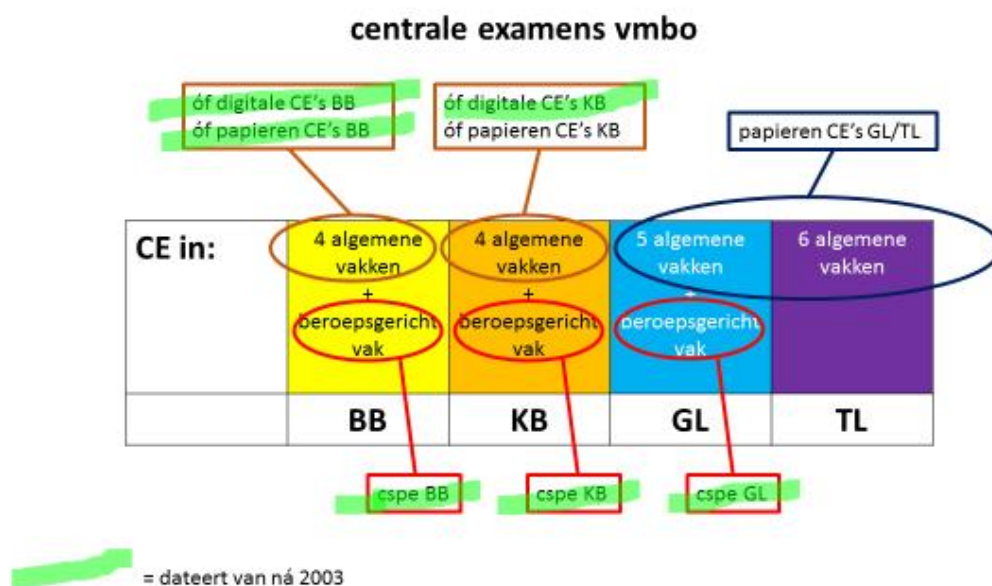 centrale examens vmbo
óf digitale CE's BB
óf papieren CE's BB
óf digitale CE's KB
óf papieren CE's KB
papieren CE's GL/TL
CE in:
4 algemene
vakken
+
beroepsgericht
vak
4 algemene
vakken
+
beroepsgericht
vak
5 algemene
vakken
+
beroepsgericht
vak
6 algemene
vakken
BB
KB
GL
TL
cspe BB
cspe KB
cspe GL
= dateert van ná 2003